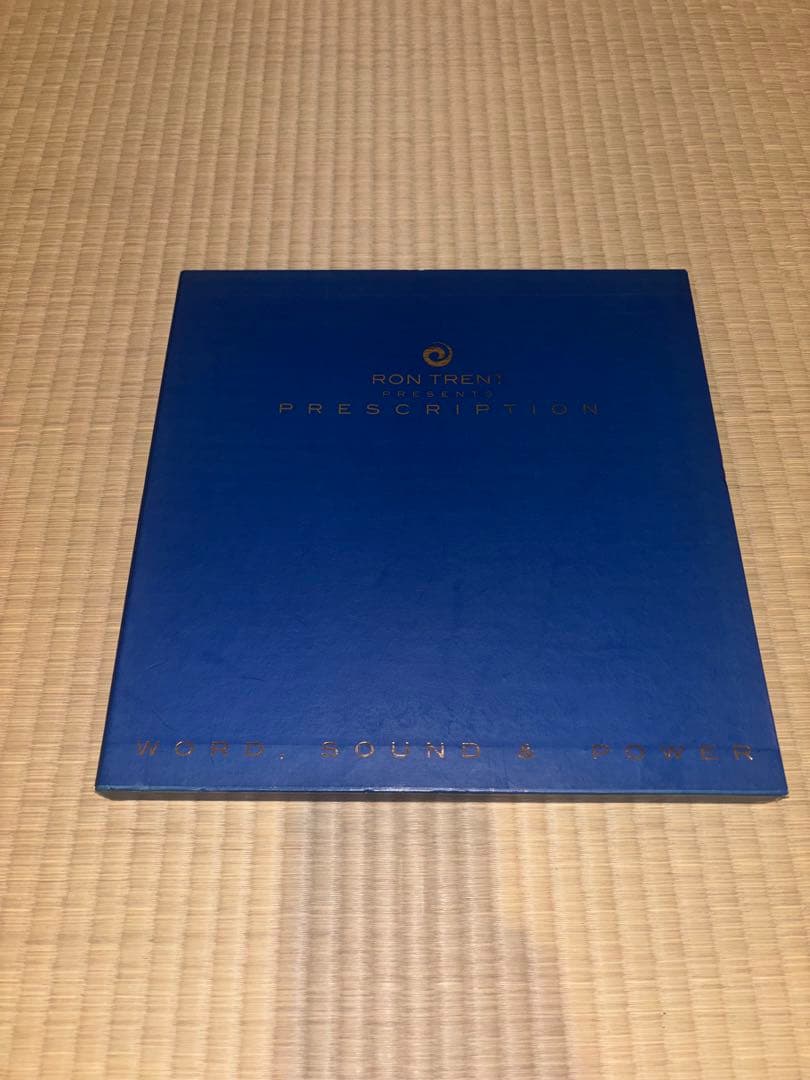 RON TRENT
PRESENTS
PRESCRIPTION
WORD, SOUND & POWER